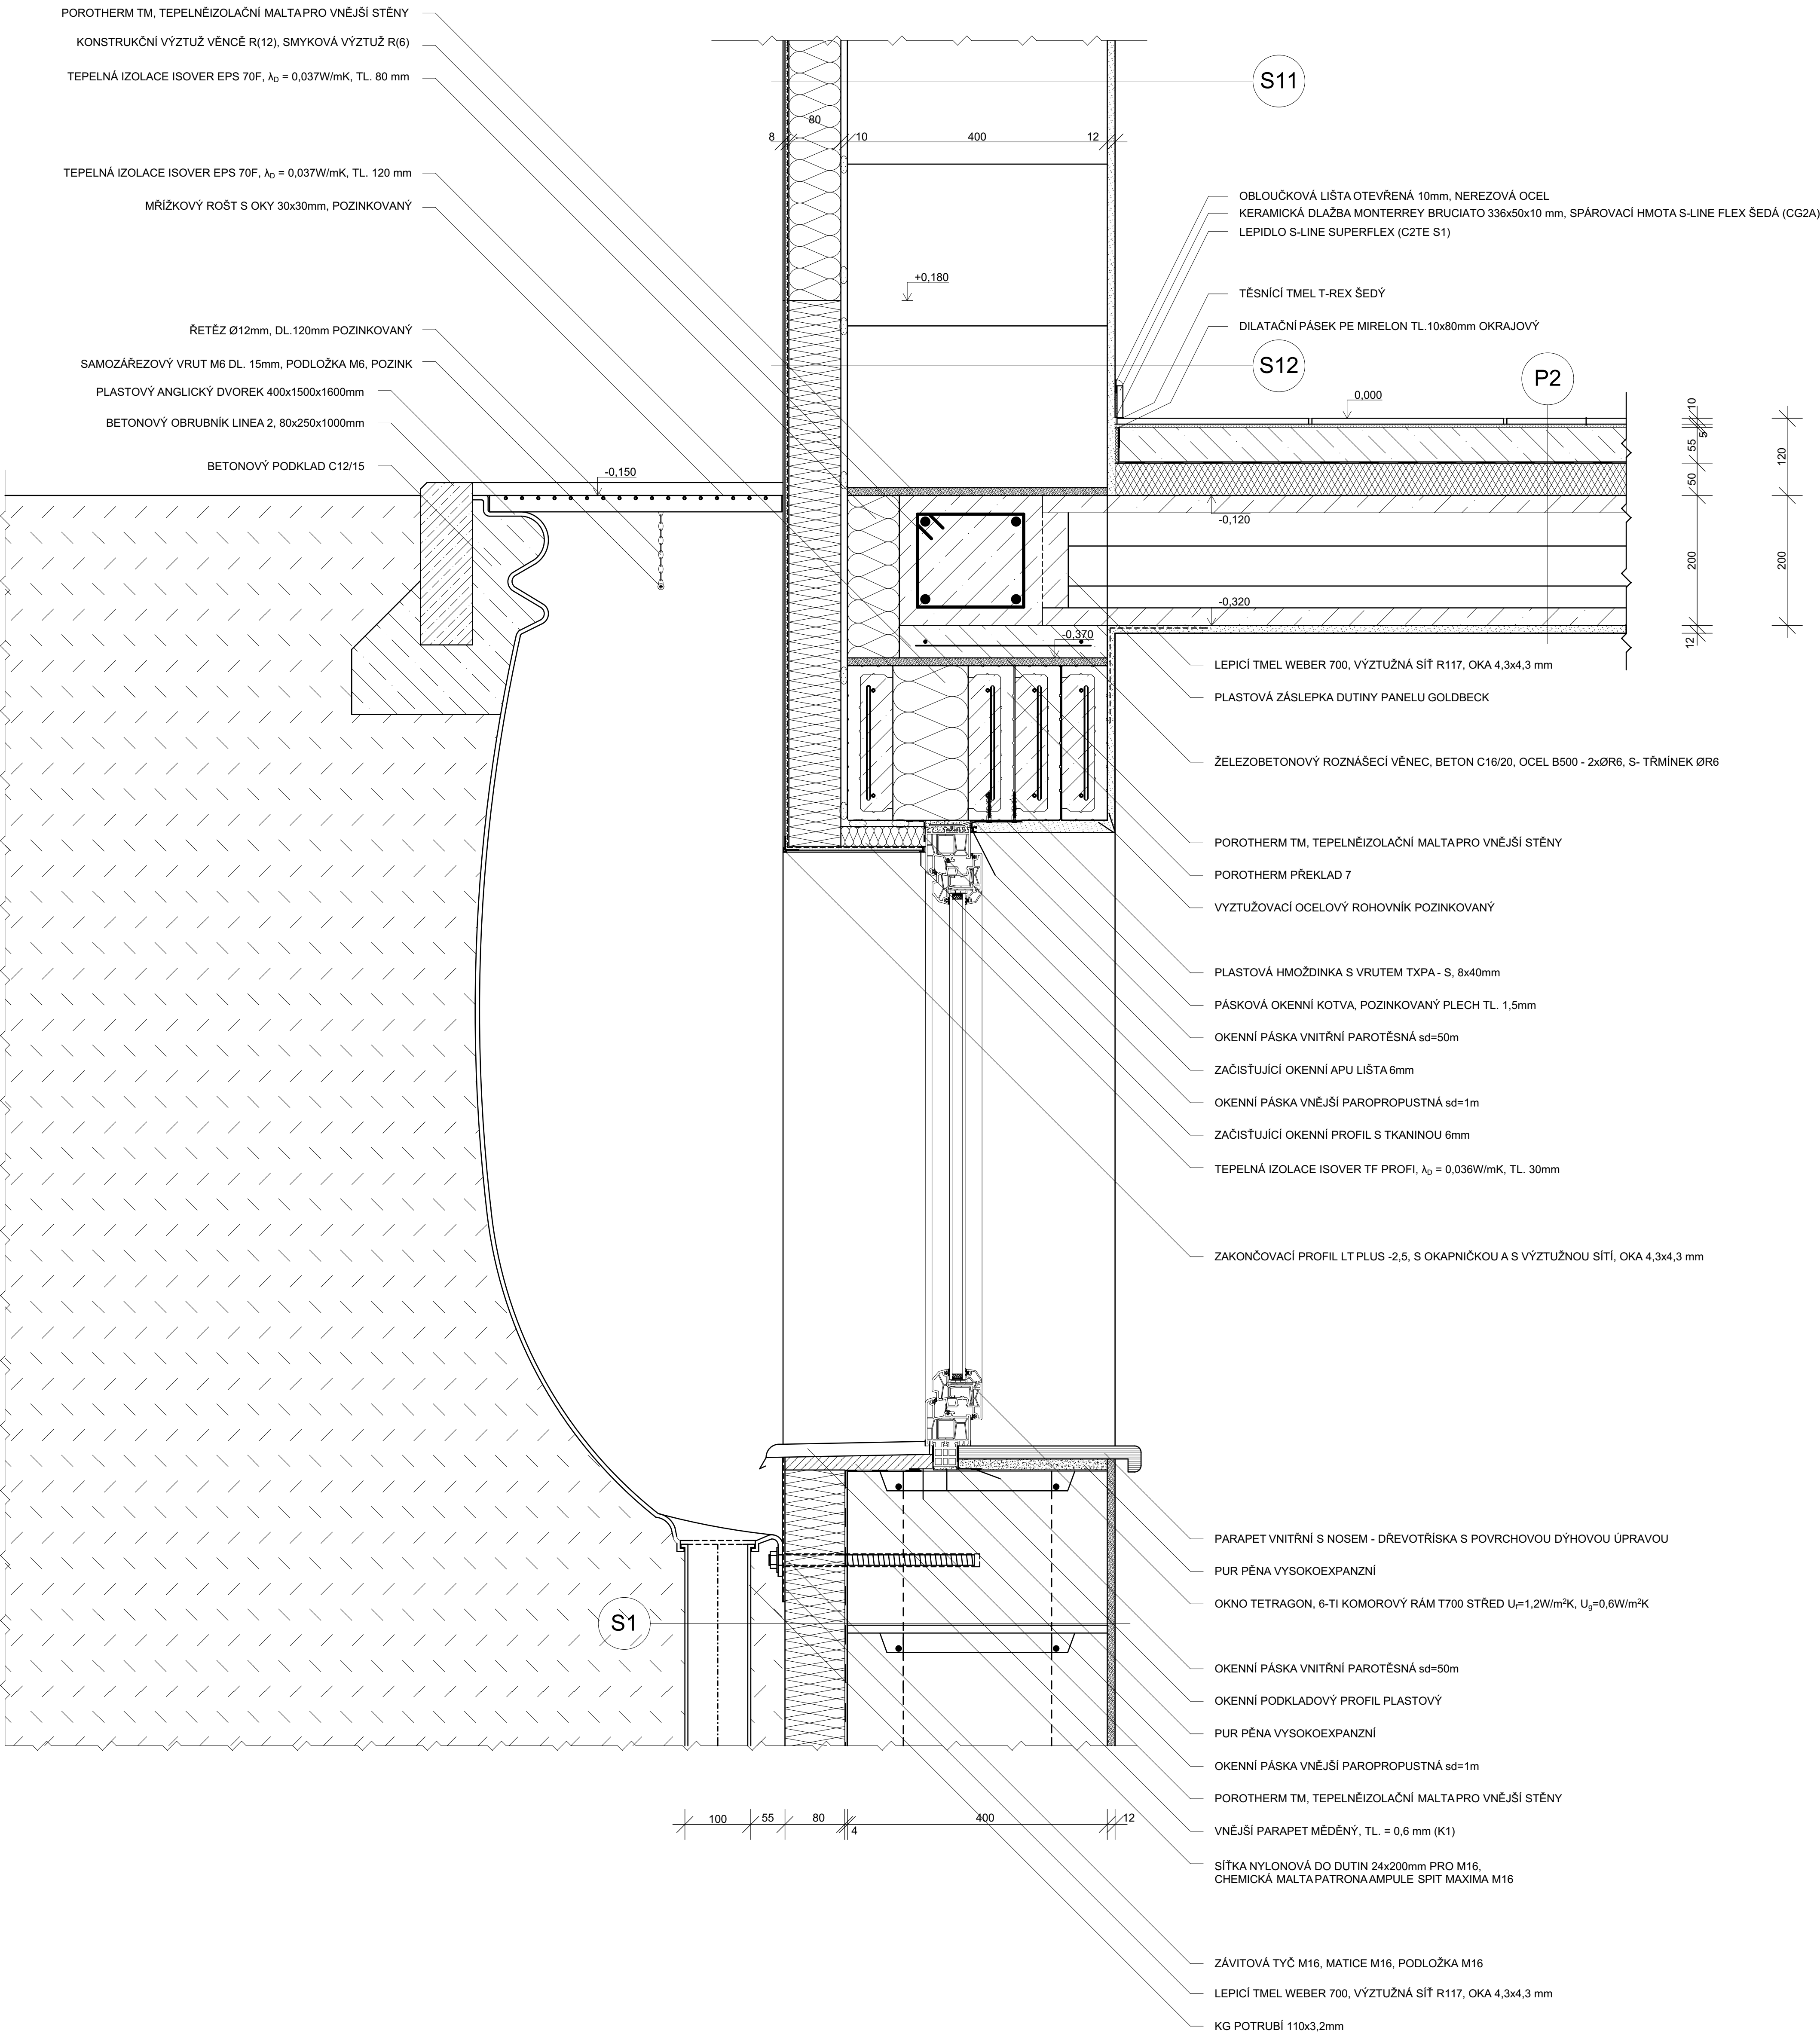 POROTHERM TM, TEPELNĚIZOLAČNÍ MALTA PRO VNĚJŠÍ STĚNY
KONSTRUKČNÍ VÝZTUŽ VĚNCĚ R(12), SMYKOVÁ VÝZTUŽ R(6)
TEPELNÁ IZOLACE ISOVER EPS 70F, λD = 0,037W/mK, TL. 80 mm
TEPELNÁ IZOLACE ISOVER EPS 70F, λD = 0,037W/mK, TL. 120 mm
MŘÍŽKOVÝ ROŠT S OKY 30x30mm, POZINKOVANÝ
ŘETĚZ Ø12mm, DL.120mm POZINKOVANÝ
SAMOZÁŘEZOVÝ VRUT M6 DL. 15mm, PODLOŽKA M6, POZINK
PLASTOVÝ ANGLICKÝ DVOREK 400x1500x1600mm
BETONOVÝ OBRUBNÍK LINEA 2, 80x250x1000mm
BETONOVÝ PODKLAD C12/15
S11
8
80
10
400
12
+0,180
S12
P2
OBLOUČKOVÁ LIŠTA OTEVŘENÁ 10mm, NEREZOVÁ OCEL
KERAMICKÁ DLAŽBA MONTERREY BRUCIATO 336x50x10 mm, SPÁROVACÍ HMOTA S-LINE FLEX ŠEDÁ (CG2A)
LEPIDLO S-LINE SUPERFLEX (C2TE S1)
TĚSNÍCÍ TMEL T-REX ŠEDÝ
DILATAČNÍ PÁSEK PE MIRELON TL.10x80mm OKRAJOVÝ
0,000
-0,150
-0,120
-0,320
-0,370
10
5
55
50
200
12
120
200
LEPICÍ TMEL WEBER 700, VÝZTUŽNÁ SÍŤ R117, OKA 4,3x4,3 mm
PLASTOVÁ ZÁSLEPKA DUTINY PANELU GOLDBECK
ŽELEZOBETONOVÝ ROZNÁŠECÍ VĚNEC, BETON C16/20, OCEL B500 - 2xØR6, S- TŘMÍNEK ØR6
POROTHERM TM, TEPELNĚIZOLAČNÍ MALTA PRO VNĚJŠÍ STĚNY
POROTHERM PŘEKLAD 7
VYZTUŽOVACÍ OCELOVÝ ROHOVNÍK POZINKOVANÝ
PLASTOVÁ HMOŽDINKA S VRUTEM TXPA - S, 8x40mm
PÁSKOVÁ OKENNÍ KOTVA, POZINKOVANÝ PLECH TL. 1,5mm
OKENNÍ PÁSKA VNITŘNÍ PAROTĚSNÁ sd=50m
ZAČISŤUJÍCÍ OKENNÍ APU LIŠTA 6mm
OKENNÍ PÁSKA VNĚJŠÍ PAROPROPUSTNÁ sd=1m
ZAČISŤUJÍCÍ OKENNÍ PROFIL S TKANINOU 6mm
TEPELNÁ IZOLACE ISOVER TF PROFI, λD = 0,036W/mK, TL. 30mm
ZAKONČOVACÍ PROFIL LT PLUS -2,5, S OKAPNIČKOU A S VÝZTUŽNOU SÍTÍ, OKA 4,3x4,3 mm
PARAPET VNITŘNÍ S NOSEM - DŘEVOTŘÍSKA S POVRCHOVOU DÝHOVOU ÚPRAVOU
PUR PĚNA VYSOKOEXPANZNÍ
OKNO TETRAGON, 6-TI KOMOROVÝ RÁM T700 STŘED Uf=1,2W/m²K, Ug=0,6W/m²K
S1
OKENNÍ PÁSKA VNITŘNÍ PAROTĚSNÁ sd=50m
OKENNÍ PODKLADOVÝ PROFIL PLASTOVÝ
PUR PĚNA VYSOKOEXPANZNÍ
OKENNÍ PÁSKA VNĚJŠÍ PAROPROPUSTNÁ sd=1m
POROTHERM TM, TEPELNĚIZOLAČNÍ MALTA PRO VNĚJŠÍ STĚNY
VNĚJŠÍ PARAPET MĚDĚNÝ, TL. = 0,6 mm (K1)
SÍŤKA NYLONOVÁ DO DUTIN 24x200mm PRO M16,
CHEMICKÁ MALTA PATRONA AMPULE SPIT MAXIMA M16
100
55
80
4
400
12
ZÁVITOVÁ TYČ M16, MATICE M16, PODLOŽKA M16
LEPICÍ TMEL WEBER 700, VÝZTUŽNÁ SÍŤ R117, OKA 4,3x4,3 mm
KG POTRUBÍ 110x3,2mm